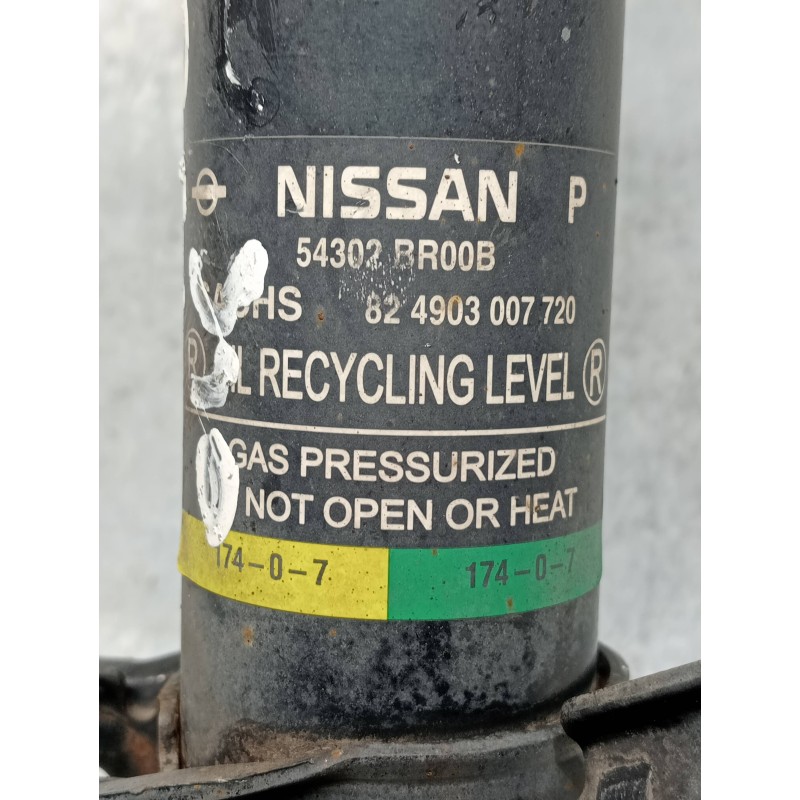 NISSAN P
54302 BR00B
82 4903 007 720
RECYCLING LEVEL R
GAS PRESSURIZED
NOT OPEN OR HEAT
174-0-7 174-0-7